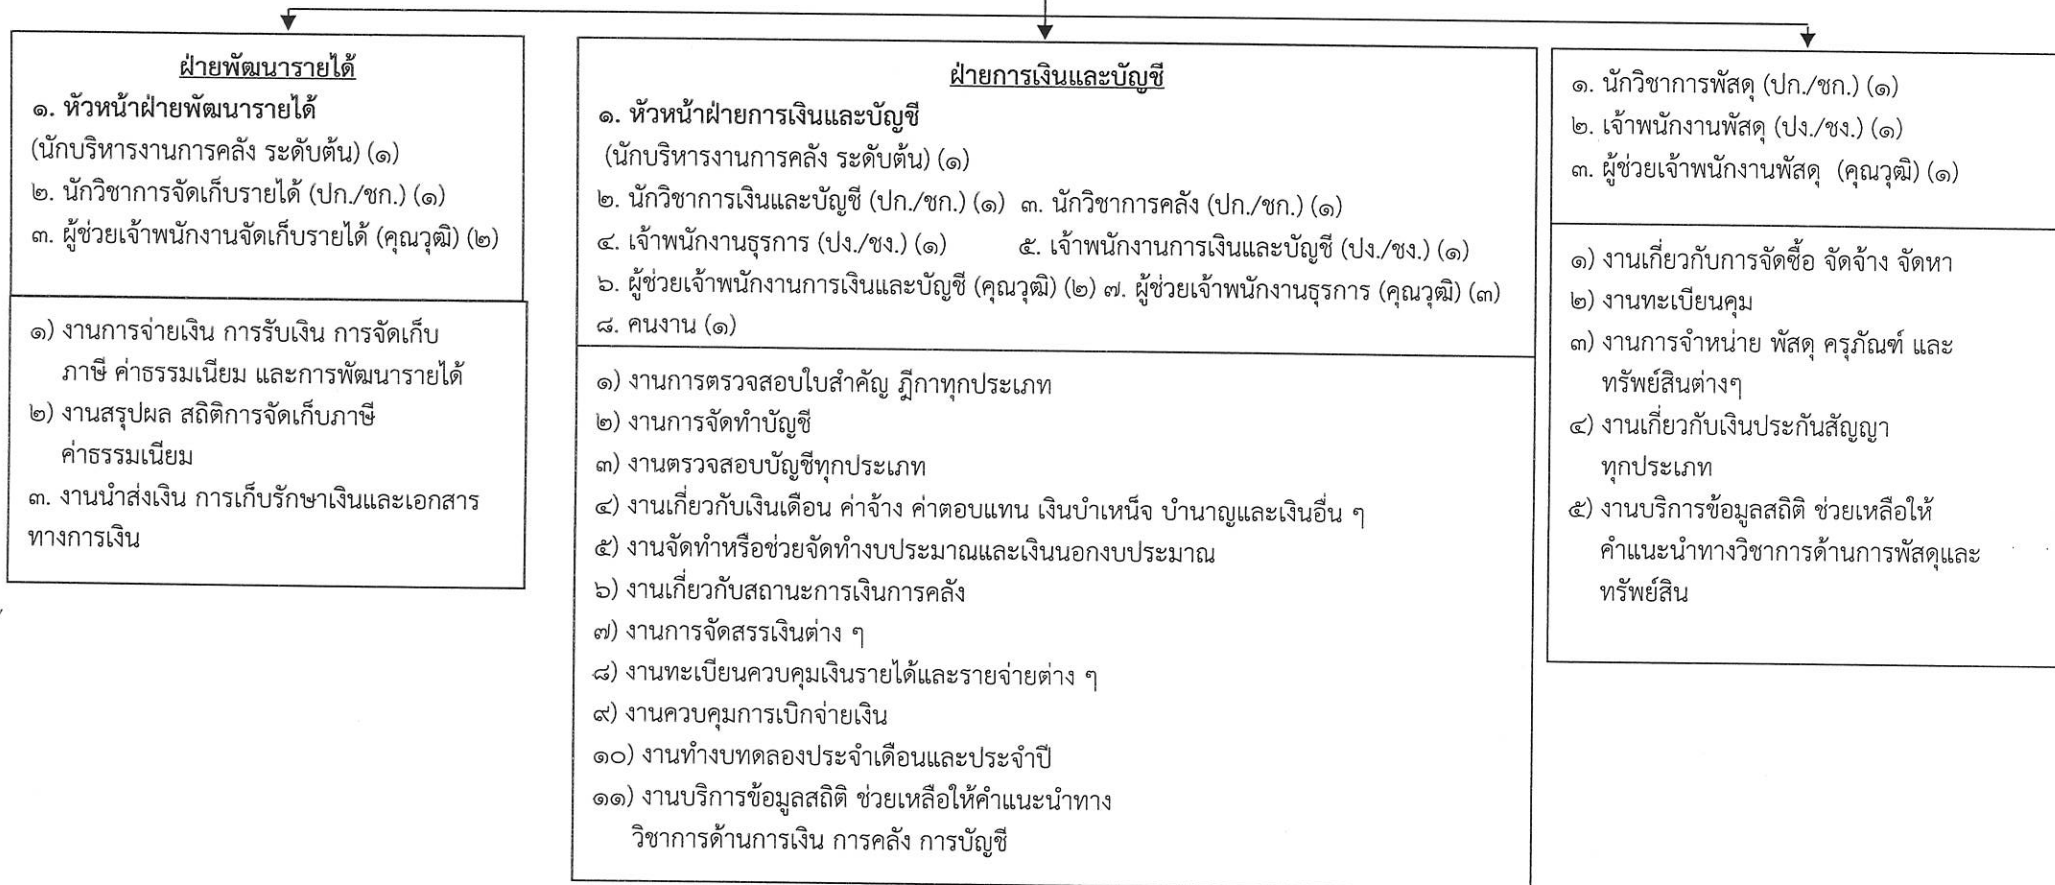 ฝ่ายพัฒนารายได้
๑. หัวหน้าฝ่ายพัฒนารายได้
(นักบริหารงานการคลัง ระดับต้น) (๑)
๒. นักวิชาการจัดเก็บรายได้ (ปก./ชก.) (๑)
๓. ผู้ช่วยเจ้าพนักงานจัดเก็บรายได้ (คุณวุฒิ) (๒)
๑) งานการจ่ายเงิน การรับเงิน การจัดเก็บ
ภาษี ค่าธรรมเนียม และการพัฒนารายได้
๒) งานสรุปผล สถิติการจัดเก็บภาษี
ค่าธรรมเนียม
๓. งานนำส่งเงิน การเก็บรักษาเงินและเอกสาร
ทางการเงิน
ฝ่ายการเงินและบัญชี
๑. หัวหน้าฝ่ายการเงินและบัญชี
(นักบริหารงานการคลัง ระดับต้น) (๑)
๒. นักวิชาการเงินและบัญชี (ปก./ชก.) (๑) ๓. นักวิชาการคลัง (ปก./ชก.) (๑)
๔. เจ้าพนักงานธุรการ (ปง./ชง.) (๑) ๕. เจ้าพนักงานการเงินและบัญชี (ปง./ชง.) (๑)
๖. ผู้ช่วยเจ้าพนักงานการเงินและบัญชี (คุณวุฒิ) (๒) ๗. ผู้ช่วยเจ้าพนักงานธุรการ (คุณวุฒิ) (๓)
๘. คนงาน (๑)
๑) งานการตรวจสอบใบสำคัญ ฎีกาทุกประเภท
๒) งานการจัดทำบัญชี
๓) งานตรวจสอบบัญชีทุกประเภท
๔) งานเกี่ยวกับเงินเดือน ค่าจ้าง ค่าตอบแทน เงินบำเหน็จ บำนาญและเงินอื่น ๆ
๕) งานจัดทำหรือช่วยจัดทำงบประมาณและเงินนอกงบประมาณ
๖) งานเกี่ยวกับสถานะการเงินการคลัง
๗) งานการจัดสรรเงินต่าง ๆ
๘) งานทะเบียนควบคุมเงินรายได้และรายจ่ายต่าง ๆ
๙) งานควบคุมการเบิกจ่ายเงิน
๑๐) งานทำงบทดลองประจำเดือนและประจำปี
๑๑) งานบริการข้อมูลสถิติ ช่วยเหลือให้คำแนะนำทาง
วิชาการด้านการเงิน การคลัง การบัญชี
๑. นักวิชาการพัสดุ (ปก./ชก.) (๑)
๒. เจ้าพนักงานพัสดุ (ปง./ชง.) (๑)
๓. ผู้ช่วยเจ้าพนักงานพัสดุ (คุณวุฒิ) (๑)
๑) งานเกี่ยวกับการจัดซื้อ จัดจ้าง จัดหา
๒) งานทะเบียนคุม
๓) งานการจำหน่าย พัสดุ ครุภัณฑ์ และ
ทรัพย์สินต่างๆ
๔) งานเกี่ยวกับเงินประกันสัญญา
ทุกประเภท
๕) งานบริการข้อมูลสถิติ ช่วยเหลือให้
คำแนะนำทางวิชาการด้านการพัสดุและ
ทรัพย์สิน